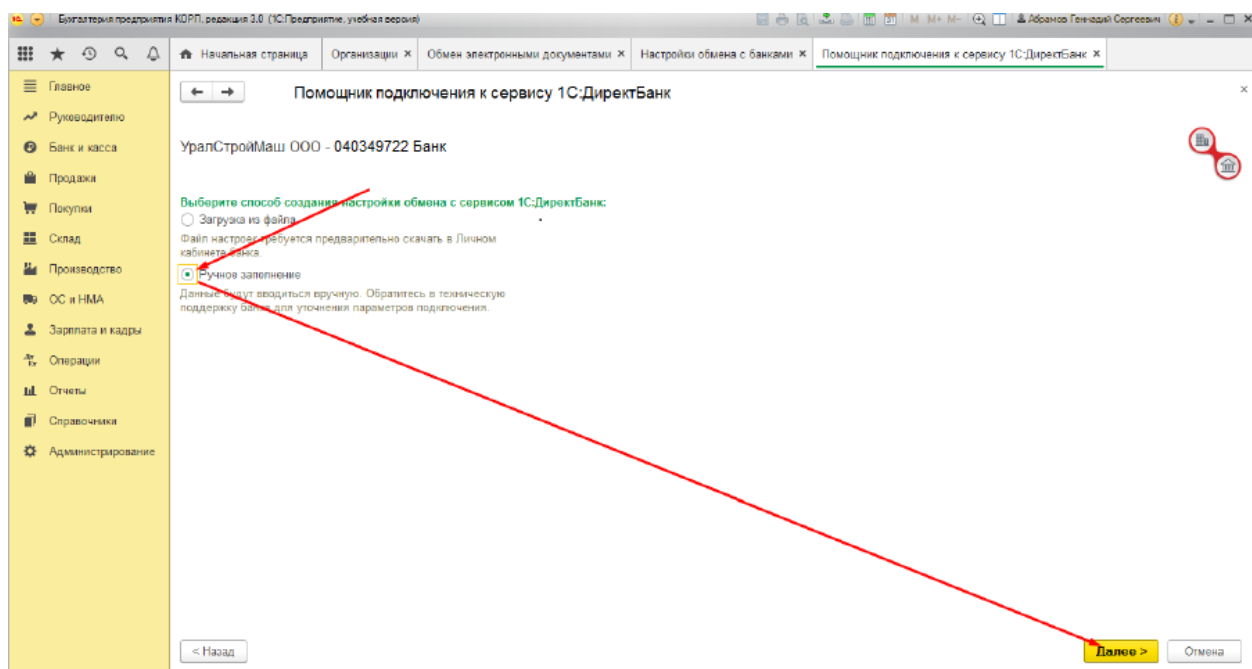 Бухгалтерия предприятия КОРП, редакция 3.0 (1С:Предприятие, учебная версия)
M M+ M- Абрамов Геннадий Сергеевич
Начальная страница Организации × Обмен электронными документами × Настройки обмена с банками × Помощник подключения к сервису 1С:ДиректБанк ×
Главное
Руководителю
Банк и касса
Продажи
Покупки
Склад
Производство
ОС и НМА
Зарплата и кадры
Операции
Отчеты
Справочники
Администрирование
Помощник подключения к сервису 1С:ДиректБанк
УралСтройМаш ООО - 040349722 Банк
Выберите способ создания настройки обмена с сервисом 1С:ДиректБанк:
Загрузка из файла
Файл настроек требуется предварительно скачать в Личном
кабинете банка.
Ручное заполнение
Данные будут вводиться вручную. Обратитесь в техническую
поддержку банка для уточнения параметров подключения.
< Назад Далее > Отмена